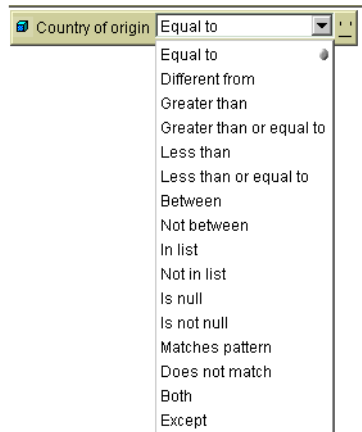 Country of origin Equal to ' '
Equal to
Different from
Greater than
Greater than or equal to
Less than
Less than or equal to
Between
Not between
In list
Not in list
Is null
Is not null
Matches pattern
Does not match
Both
Except